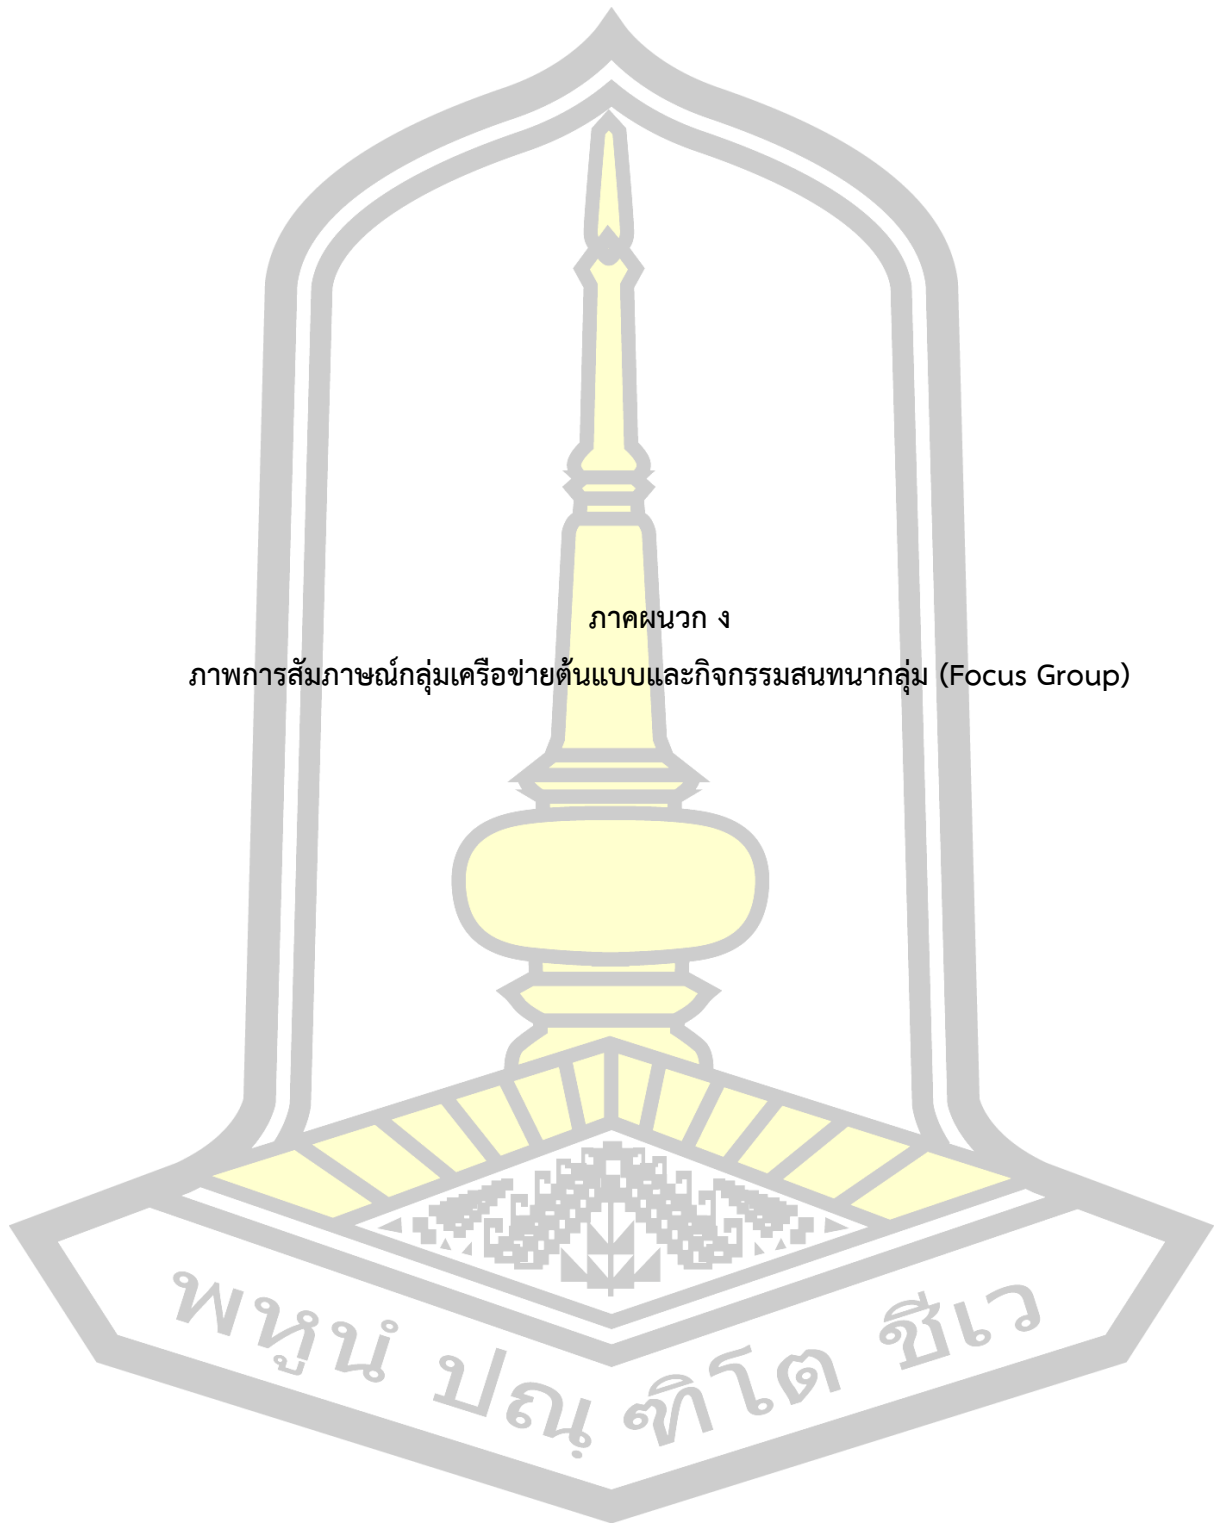 ภาคผนวก ง
ภาพการสัมภาษณ์กลุ่มเครือข่ายต้นแบบและกิจกรรมสนทนากลุ่ม (Focus Group)
พหูนํ ปณฺ ฑิโต ชีเว